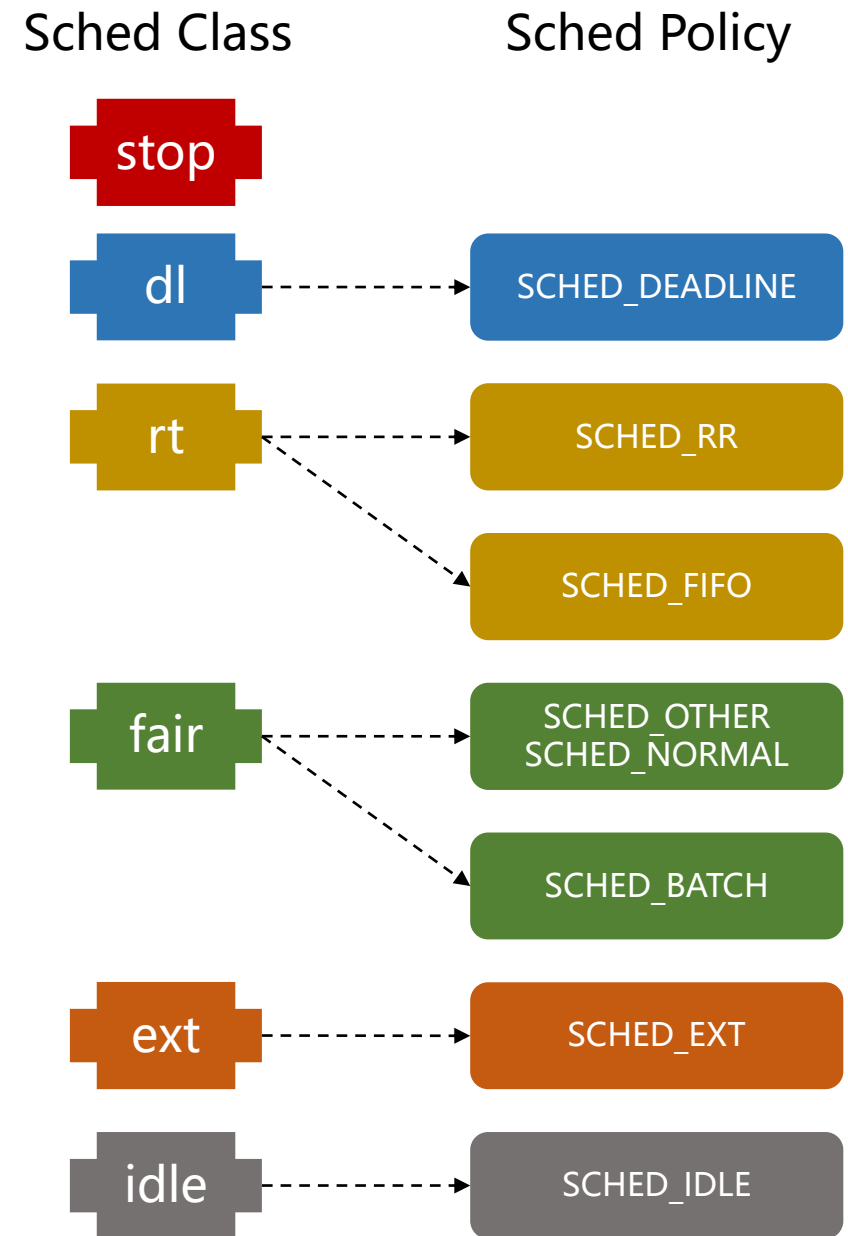 Sched Class
Sched Policy
stop
dl
SCHED_DEADLINE
rt
SCHED_RR
SCHED_FIFO
fair
SCHED_OTHER
SCHED_NORMAL
SCHED_BATCH
ext
SCHED_EXT
idle
SCHED_IDLE